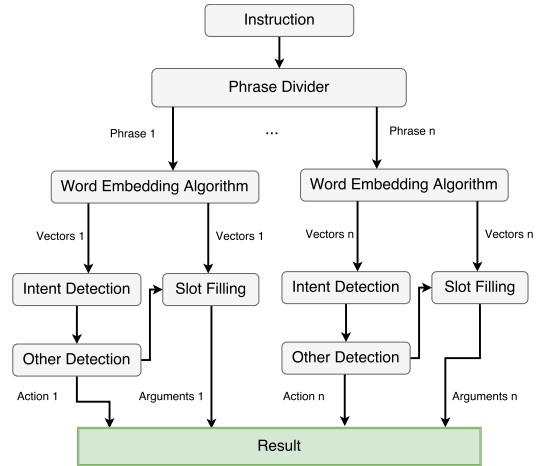 Instruction
Phrase Divider
Phrase 1
...
Phrase n
Word Embedding Algorithm
Word Embedding Algorithm
Vectors 1
Vectors 1
Vectors n
Vectors n
Intent Detection
Slot Filling
Intent Detection
Slot Filling
Other Detection
Other Detection
Action 1
Arguments 1
Action n
Arguments n
Result